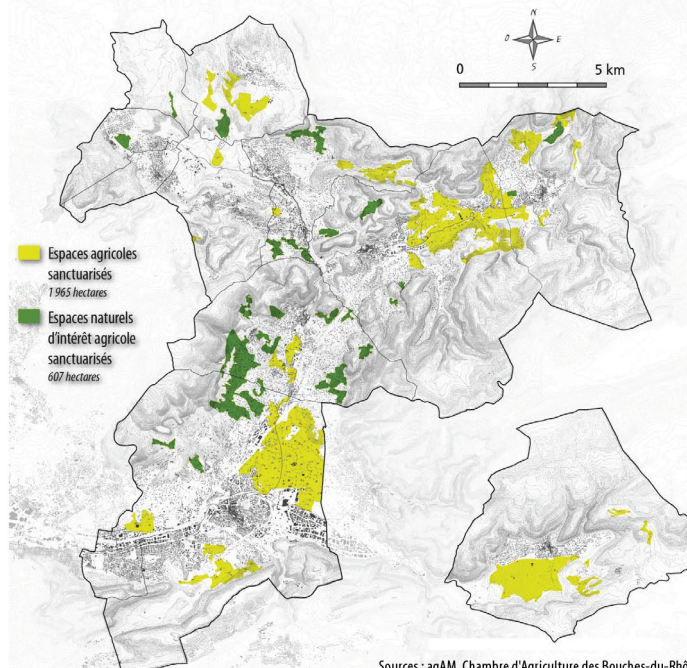 N
O E
S
0 5 km
Espaces agricoles
sanctuarisés
1 965 hectares
Espaces naturels
d'intérêt agricole
sanctuarisés
607 hectares
Sources : agAM, Chambre d'Agriculture des Bouches-du-Rhô